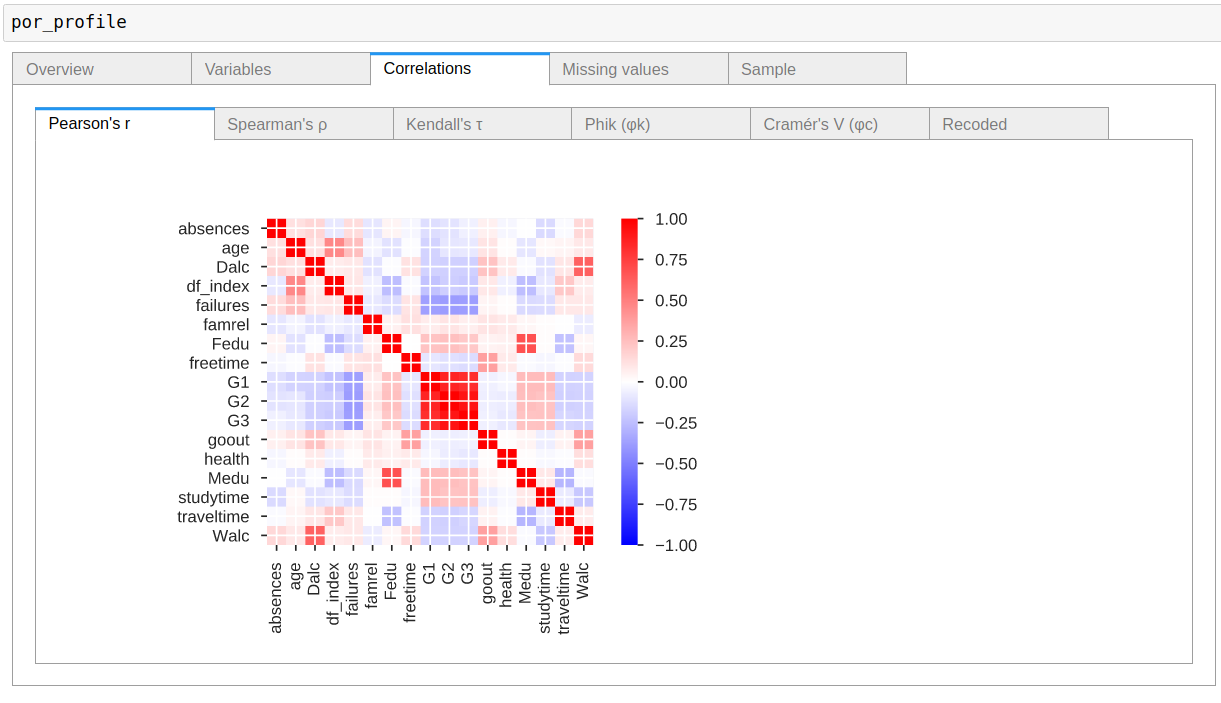 por_profile
Overview Variables Correlations Missing values Sample
Pearson's r Spearman's ρ Kendall's τ Phik (φk) Cramér's V (φc) Recoded
absences
age
Dalc
df_index
failures
famrel
Fedu
freetime
G1
G2
G3
goout
health
Medu
studytime
traveltime
Walc
absences age Dalc df_index failures famrel Fedu freetime G1 G2 G3 goout health Medu studytime traveltime Walc
1.00
0.75
0.50
0.25
0.00
−0.25
−0.50
−0.75
−1.00